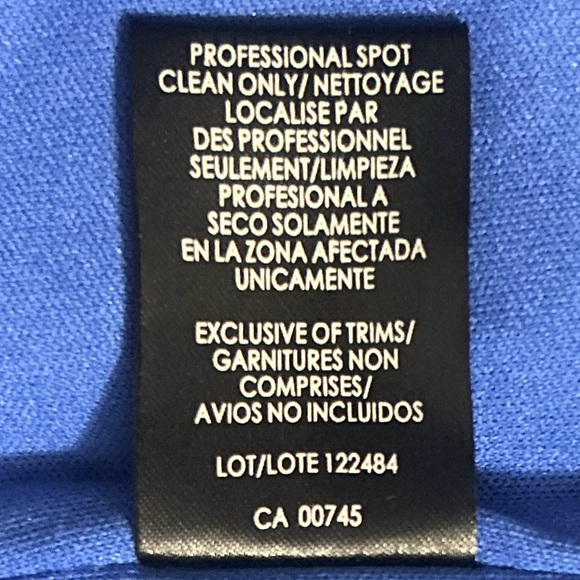 PROFESSIONAL SPOT
CLEAN ONLY/ NETTOYAGE
LOCALISE PAR
DES PROFESSIONNEL
SEULEMENT/LIMPIEZA
PROFESIONAL A
SECO SOLAMENTE
EN LA ZONA AFECTADA
UNICAMENTE
EXCLUSIVE OF TRIMS/
GARNITURES NON
COMPRISES/
AVIOS NO INCLUIDOS
LOT/LOTE 122484
CA 00745